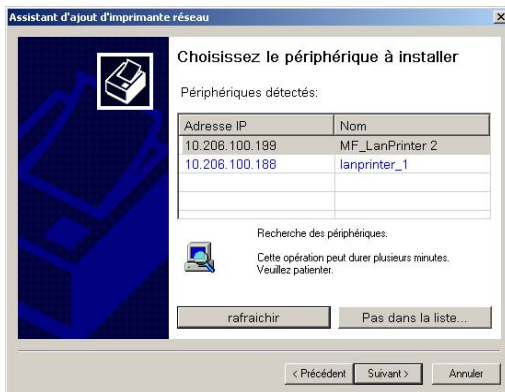 Assistant d'ajout d'imprimante réseau
Choisissez le périphérique à installer
Périphériques détectés:
Adresse IP Nom
10.206.100.199 MF_LanPrinter 2
10.206.100.188 lanprinter_1
Recherche des périphériques.
Cette opération peut durer plusieurs minutes.
Veuillez patienter.
rafraichir Pas dans la liste...
< Précédent Suivant > Annuler